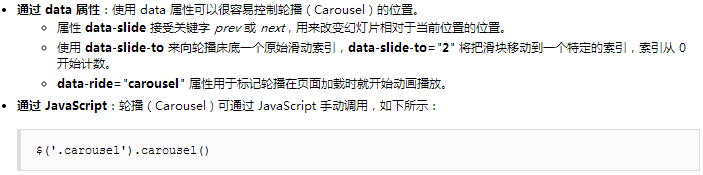 通过 data 属性：使用 data 属性可以很容易控制轮播（Carousel）的位置。
属性 data-slide 接受关键字 prev 或 next，用来改变幻灯片相对于当前位置的位置。
使用 data-slide-to 来向轮播床底一个原始滑动索引，data-slide-to="2" 将把滑块移动到一个特定的索引，索引从 0
开始计数。
data-ride="carousel" 属性用于标记轮播在页面加载时就开始动画播放。
通过 JavaScript：轮播（Carousel）可通过 JavaScript 手动调用，如下所示：
$('.carousel').carousel()